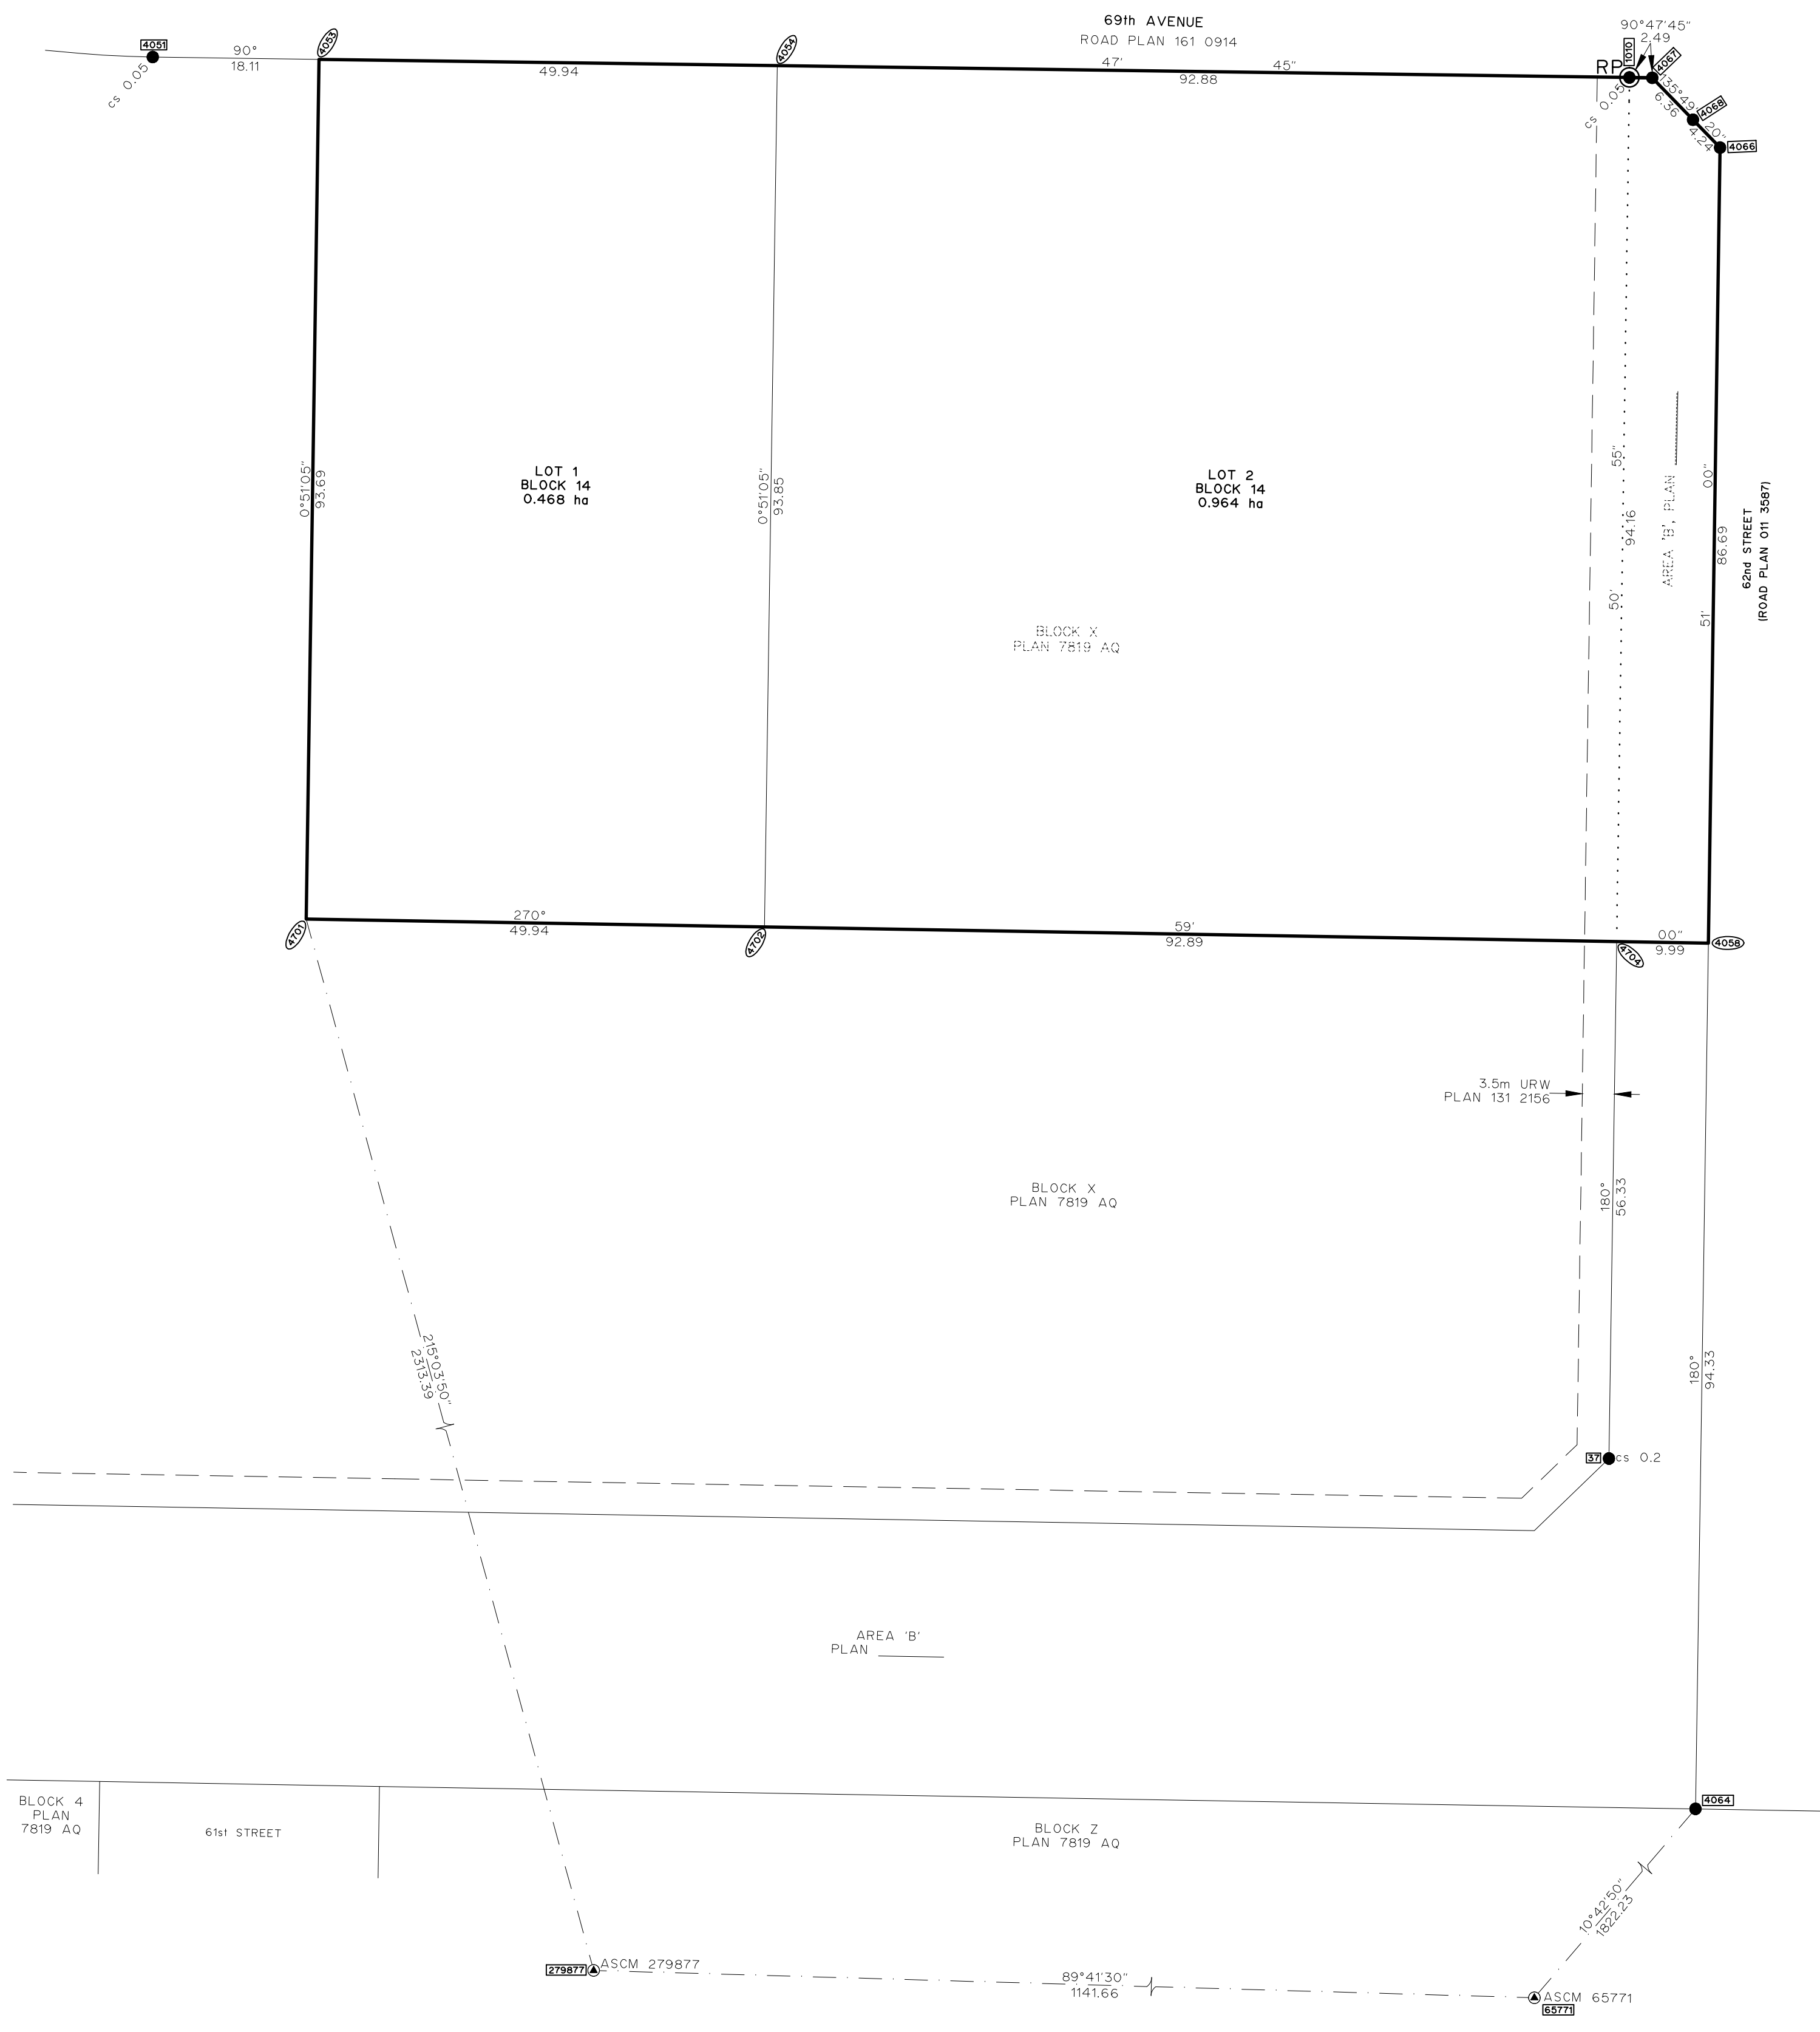 69th AVENUE
ROAD PLAN 161 0914
90°47'45"
2.49
4051
90°
18.11
cs 0.05
4053
49.94
4054
47'
45"
92.88
RP
1010
cs 0.05
4067
135°49'
6.36
4068
20"
4.24
4066
0°51'05"
93.69
LOT 1
BLOCK 14
0.468 ha
0°51'05"
93.85
LOT 2
BLOCK 14
0.964 ha
55"
94.16
50'
AREA 'B', PLAN
00"
86.69
51'
62nd STREET
(ROAD PLAN 011 3587)
BLOCK X
PLAN 7819 AQ
4701
270°
49.94
4702
59'
92.89
4704
00"
9.99
4058
3.5m URW
PLAN 131 2156
BLOCK X
PLAN 7819 AQ
180°
56.33
215°03'50"
2313.39
180°
94.33
37
cs 0.2
AREA 'B'
PLAN
BLOCK 4
PLAN
7819 AQ
61st STREET
BLOCK Z
PLAN 7819 AQ
4064
10°42'50"
1822.23
279877
ASCM 279877
89°41'30"
1141.66
ASCM 65771
65771